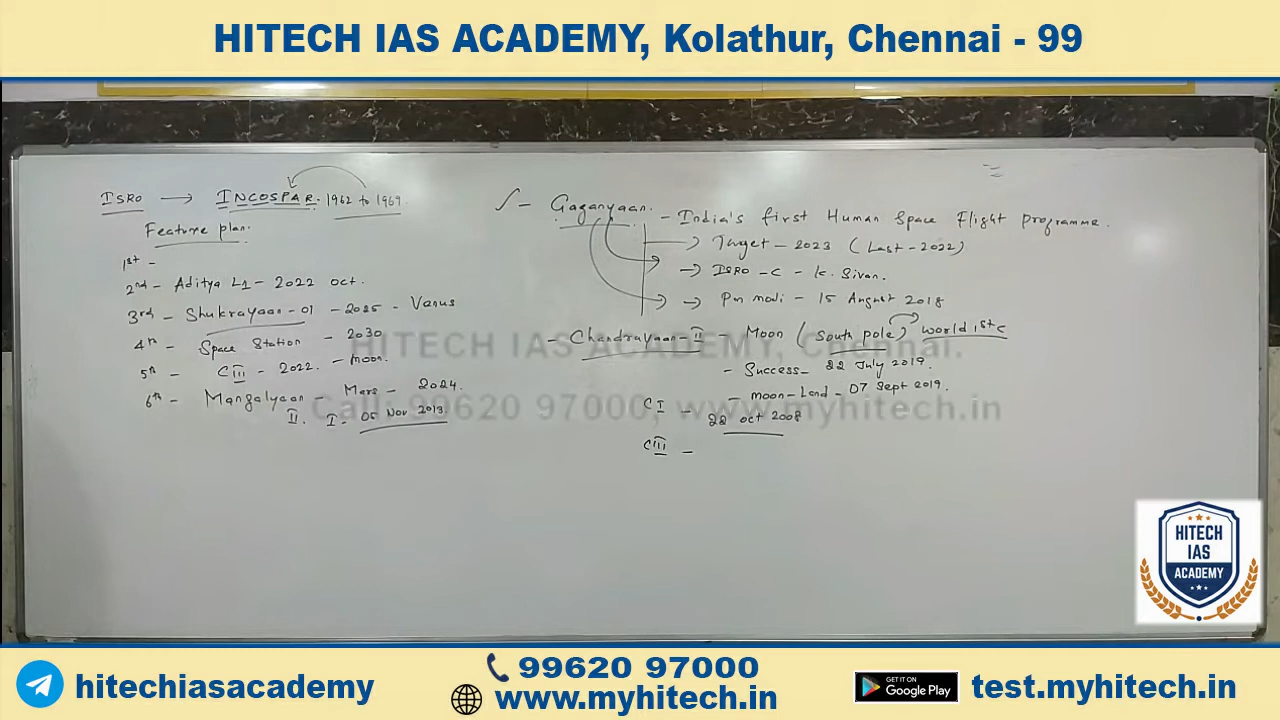 HITECH IAS ACADEMY, Kolathur, Chennai - 99
ISRO → INCOSPAR. 1962 to 1969.
Feature plan.
1st -
2nd - Aditya L1 - 2022 oct.
3rd - Shukrayaan - 01 - 2025 - Vanus
4th - Space Station - 2030
5th - CIII - 2022. - moon.
6th - Mangalyaan - Mars - 2024.
II. I - 05 Nov 2013.
- Gaganyaan. - India's first Human Space Flight Programme.
→ Target - 2023 (Last - 2022)
→ ISRO - C - K. Sivan.
→ Pm modi - 15 August 2018
- Chandrayaan - II - Moon (South pole) world 1st c
- Success - 22 July 2019.
- moon - Land - 07 Sept 2019.
CI - 22 oct 2008
CIII -
HITECH IAS ACADEMY, Kolathur, Chennai.
Call: 99620 97000, www.myhitech.in
HITECH
IAS
ACADEMY
hitechiasacademy
99620 97000
www.myhitech.in
GET IT ON
Google Play
test.myhitech.in